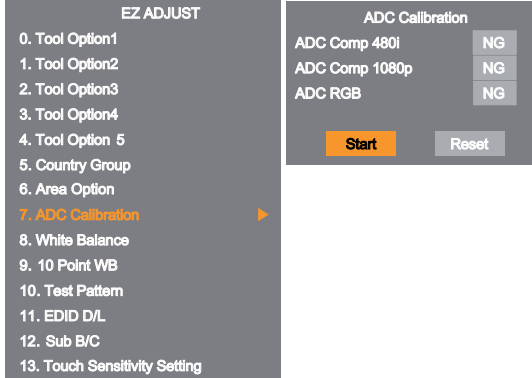 EZ ADJUST
0. Tool Option1
1. Tool Option2
2. Tool Option3
3. Tool Option4
4. Tool Option 5
5. Country Group
6. Area Option
7. ADC Calibration
8. White Balance
9. 10 Point WB
10. Test Pattern
11. EDID D/L
12. Sub B/C
13. Touch Sensitivity Setting
ADC Calibration
ADC Comp 480i NG
ADC Comp 1080p NG
ADC RGB NG
Start Reset